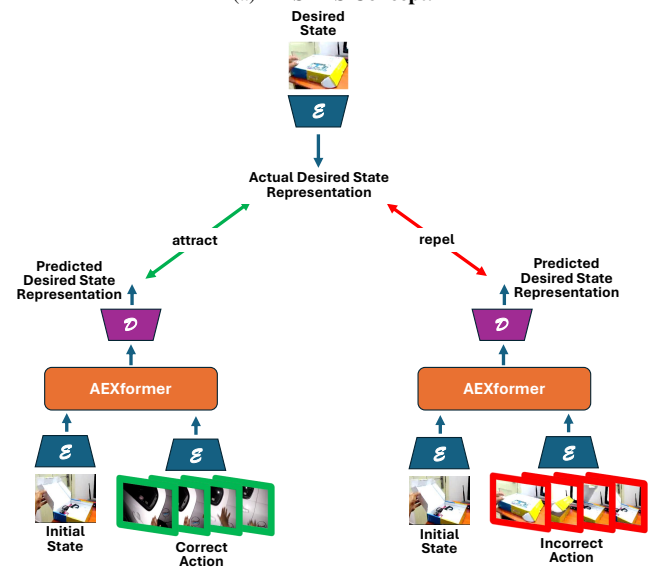 Desired
State
ℰ
Actual Desired State
Representation
attract
repel
Predicted
Desired State
Representation
Predicted
Desired State
Representation
𝒟
𝒟
AEXformer
AEXformer
ℰ
ℰ
ℰ
ℰ
Initial
State
Correct
Action
Initial
State
Incorrect
Action